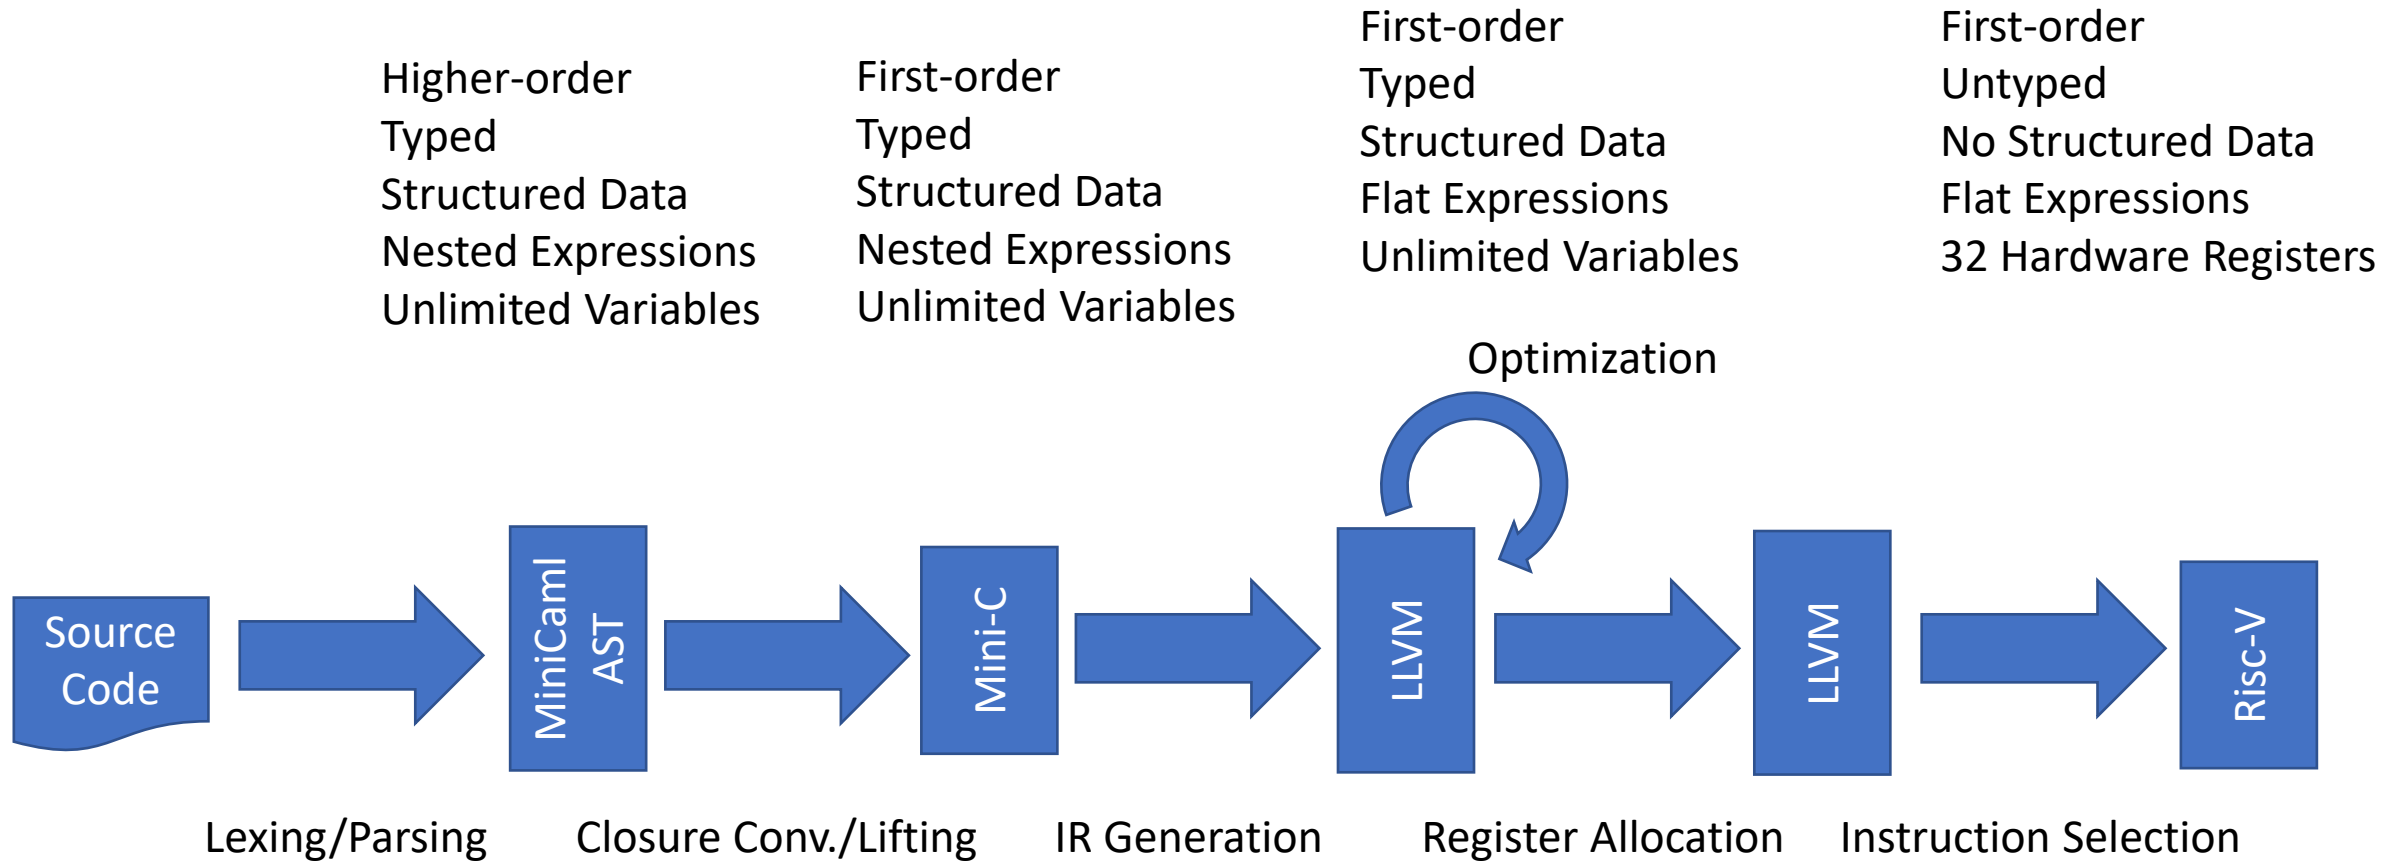 Higher-order
Typed
Structured Data
Nested Expressions
Unlimited Variables
First-order
Typed
Structured Data
Nested Expressions
Unlimited Variables
First-order
Typed
Structured Data
Flat Expressions
Unlimited Variables
First-order
Untyped
No Structured Data
Flat Expressions
32 Hardware Registers
Optimization
Source
Code
MiniCaml
AST
Mini-C
LLVM
LLVM
Risc-V
Lexing/Parsing
Closure Conv./Lifting
IR Generation
Register Allocation
Instruction Selection